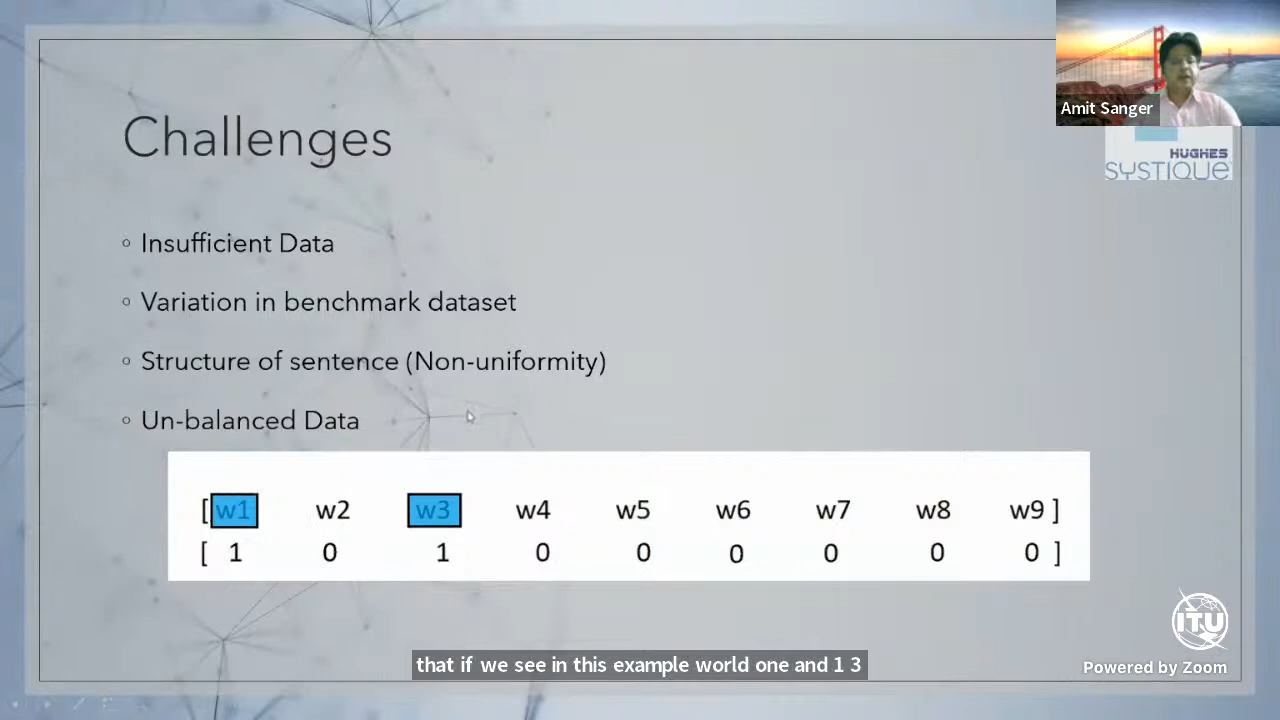 Amit Sanger
HUGHES
SYSTIQUE
Challenges
Insufficient Data
Variation in benchmark dataset
Structure of sentence (Non-uniformity)
Un-balanced Data
[ w1 w2 w3 w4 w5 w6 w7 w8 w9 ]
[ 1 0 1 0 0 0 0 0 0 ]
ITU
that if we see in this example world one and 1 3
Powered by Zoom